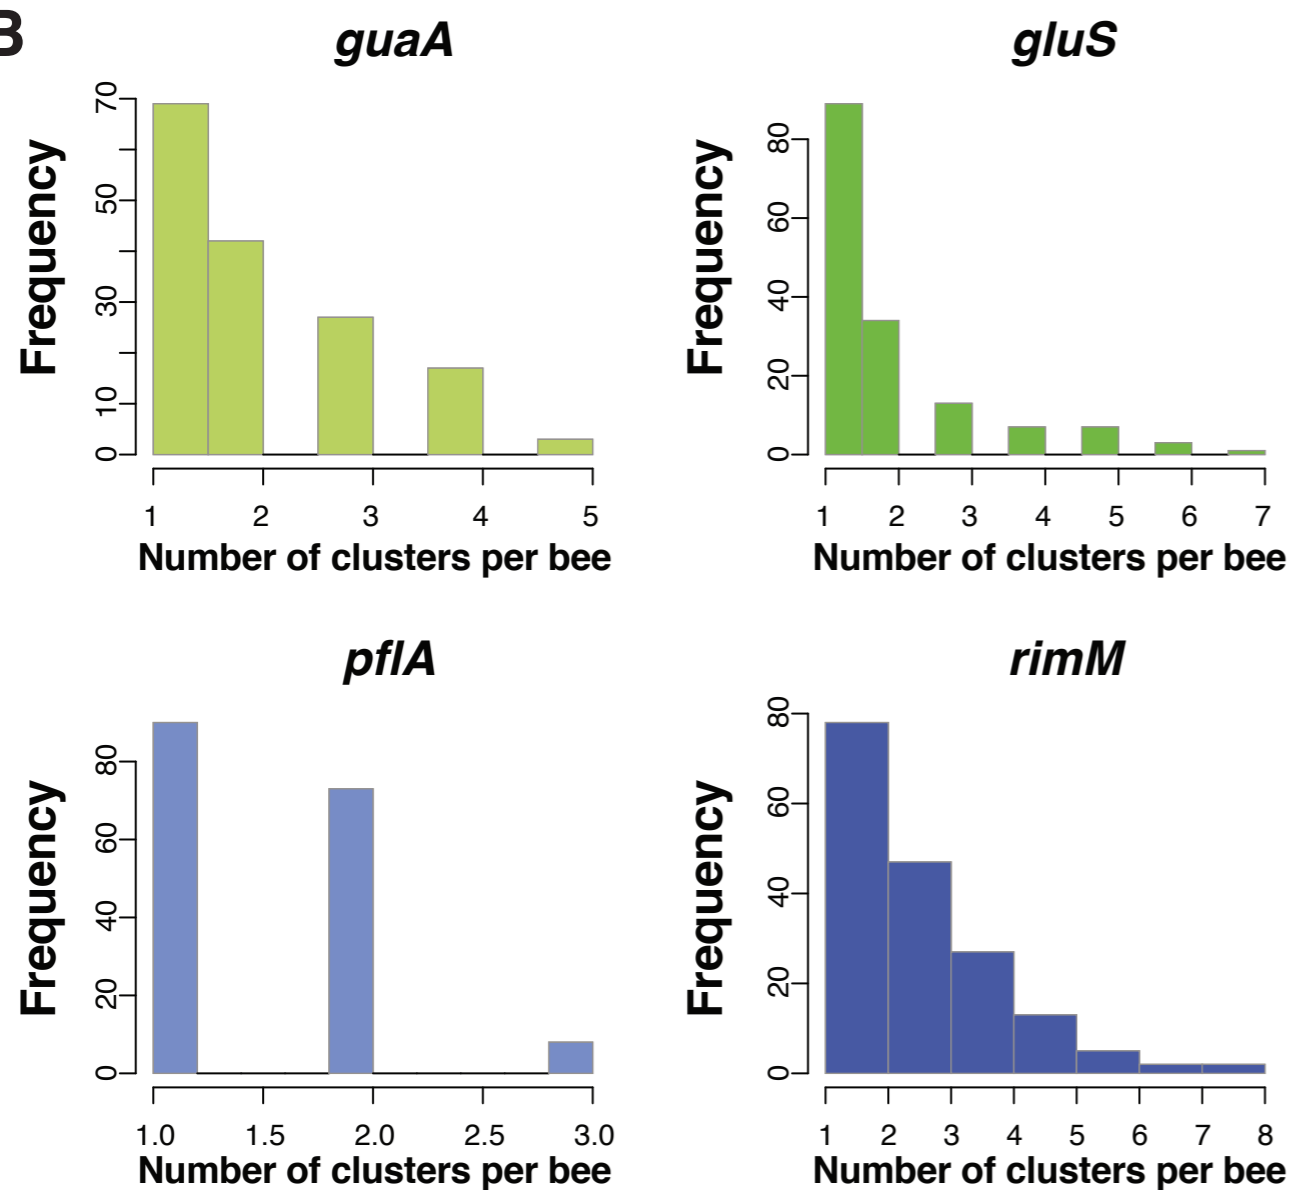 B
guaA
gluS
Frequency
70
50
30
10
0
1 2 3 4 5
Number of clusters per bee
Frequency
80
60
40
20
0
1 2 3 4 5 6 7
Number of clusters per bee
pflA
rimM
Frequency
80
60
40
20
0
1.0 1.5 2.0 2.5 3.0
Number of clusters per bee
Frequency
80
60
40
20
0
1 2 3 4 5 6 7 8
Number of clusters per bee